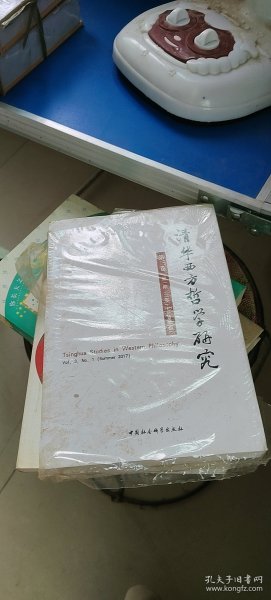 清华西方哲学研究
Tsinghua Studies in Western Philosophy
Vol. 3, No. 1 (Summer 2017)
中国社会科学出版社
孔夫子旧书网
www.kongfz.com